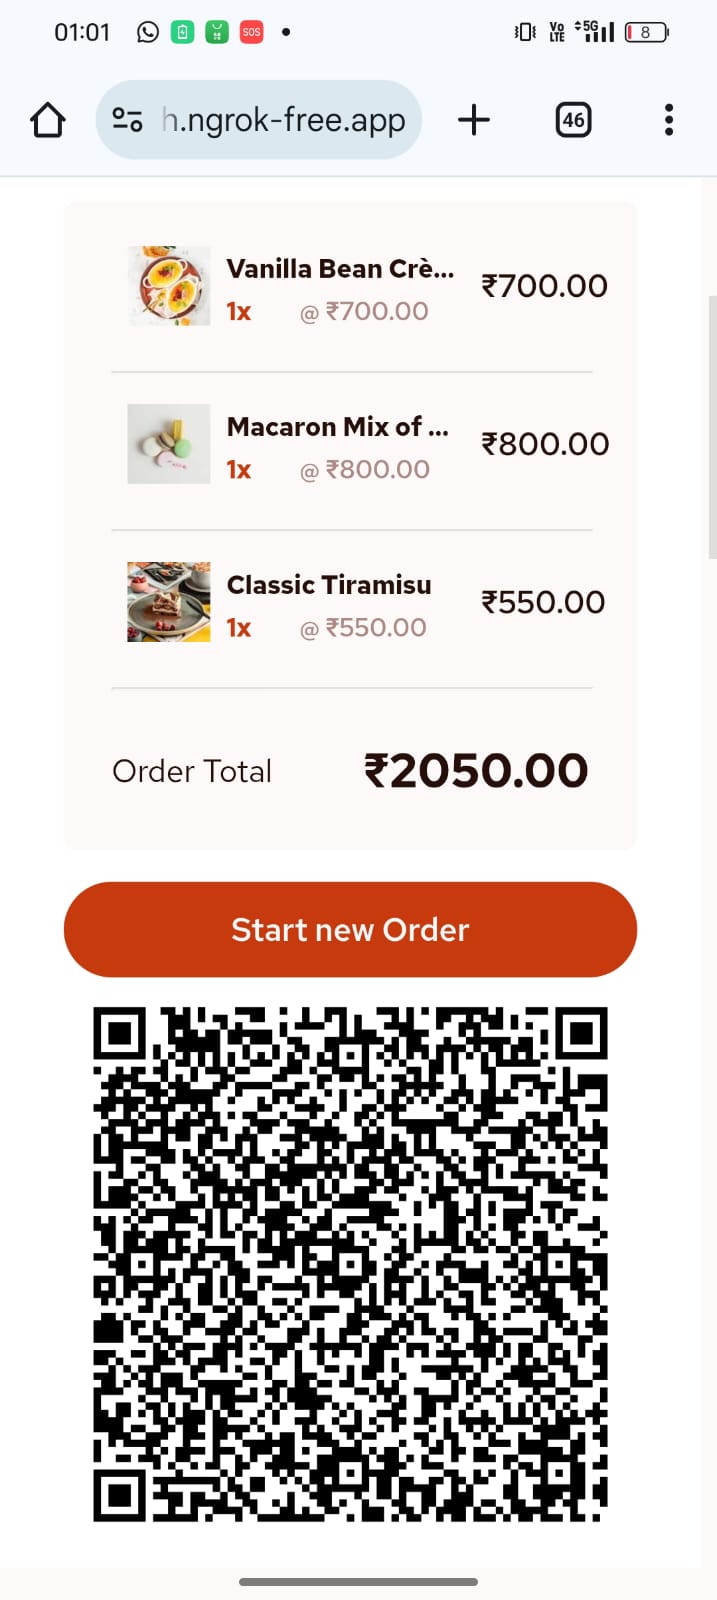 01:01 SOS Vo LTE 5G 8
h.ngrok-free.app 46
Vanilla Bean Crè... ₹700.00
1x @ ₹700.00
Macaron Mix of ... ₹800.00
1x @ ₹800.00
Classic Tiramisu ₹550.00
1x @ ₹550.00
Order Total ₹2050.00
Start new Order